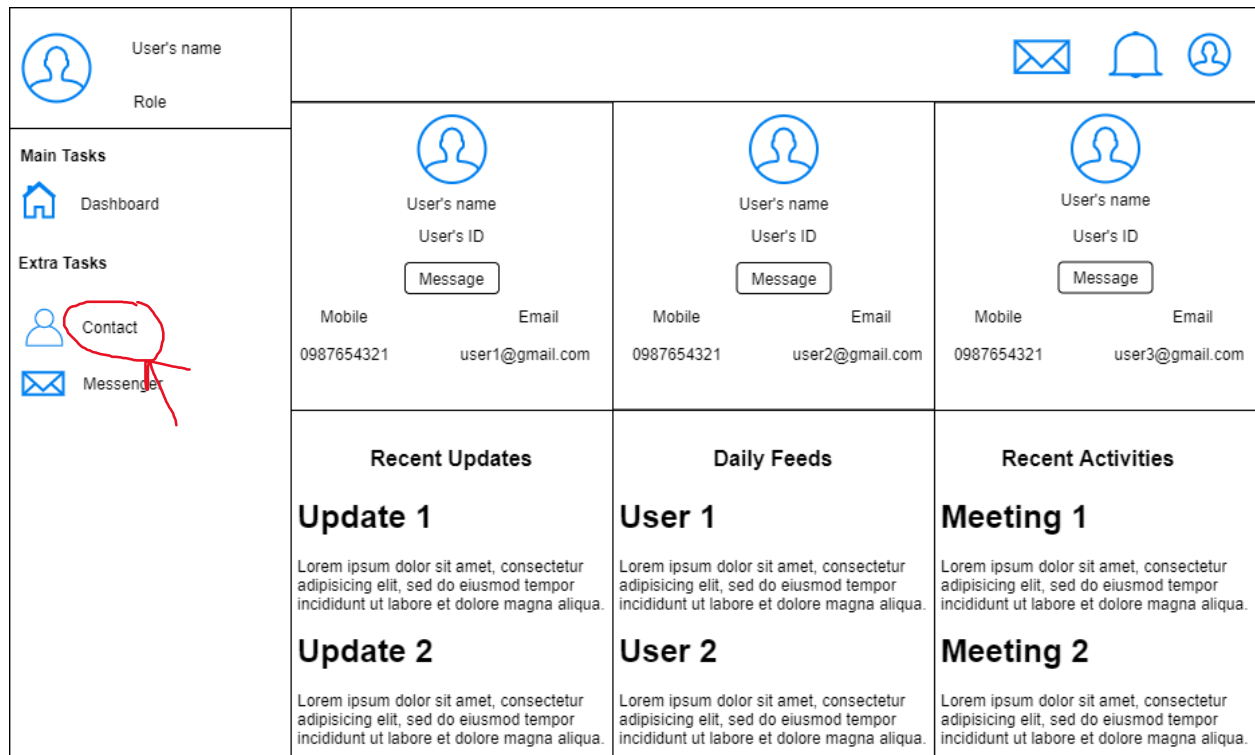 User's name
Role
Main Tasks
Dashboard
Extra Tasks
Contact
Messenger
User's name
User's ID
Message
Mobile Email
0987654321 user1@gmail.com
User's name
User's ID
Message
Mobile Email
0987654321 user2@gmail.com
User's name
User's ID
Message
Mobile Email
0987654321 user3@gmail.com
Recent Updates
Update 1
Lorem ipsum dolor sit amet, consectetur
adipisicing elit, sed do eiusmod tempor
incididunt ut labore et dolore magna aliqua.
Update 2
Lorem ipsum dolor sit amet, consectetur
adipisicing elit, sed do eiusmod tempor
incididunt ut labore et dolore magna aliqua.
Daily Feeds
User 1
Lorem ipsum dolor sit amet, consectetur
adipisicing elit, sed do eiusmod tempor
incididunt ut labore et dolore magna aliqua.
User 2
Lorem ipsum dolor sit amet, consectetur
adipisicing elit, sed do eiusmod tempor
incididunt ut labore et dolore magna aliqua.
Recent Activities
Meeting 1
Lorem ipsum dolor sit amet, consectetur
adipisicing elit, sed do eiusmod tempor
incididunt ut labore et dolore magna aliqua.
Meeting 2
Lorem ipsum dolor sit amet, consectetur
adipisicing elit, sed do eiusmod tempor
incididunt ut labore et dolore magna aliqua.